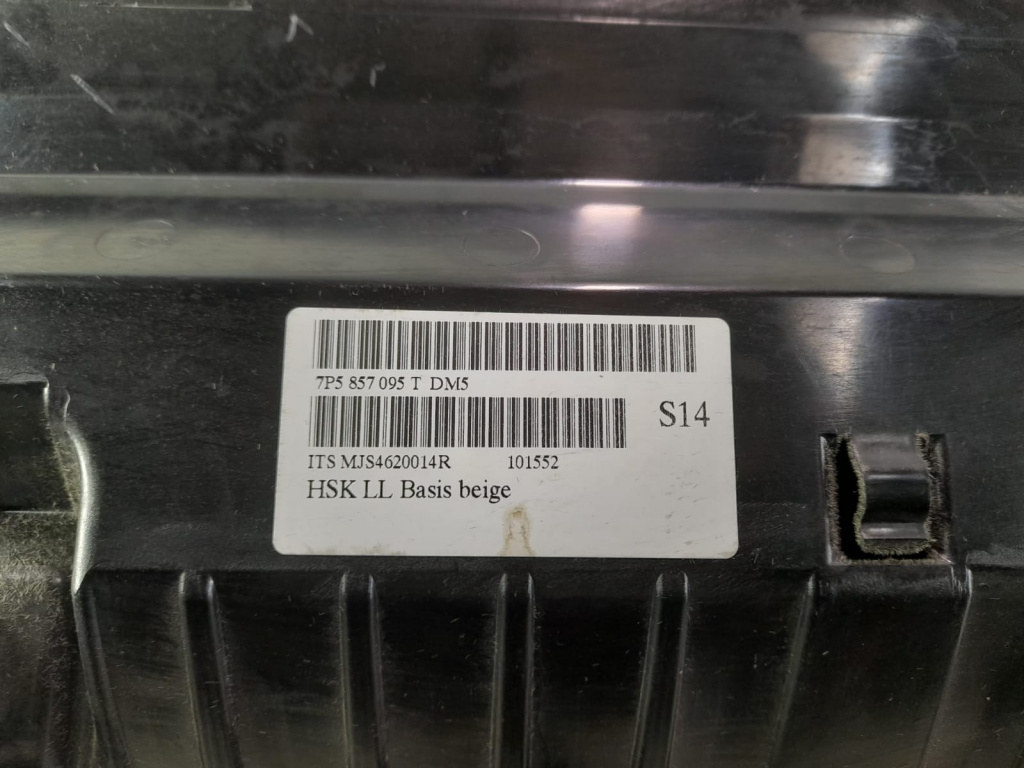 7P5 857 095 T DM5
S14
ITS MJS4620014R 101552
HSK LL Basis beige